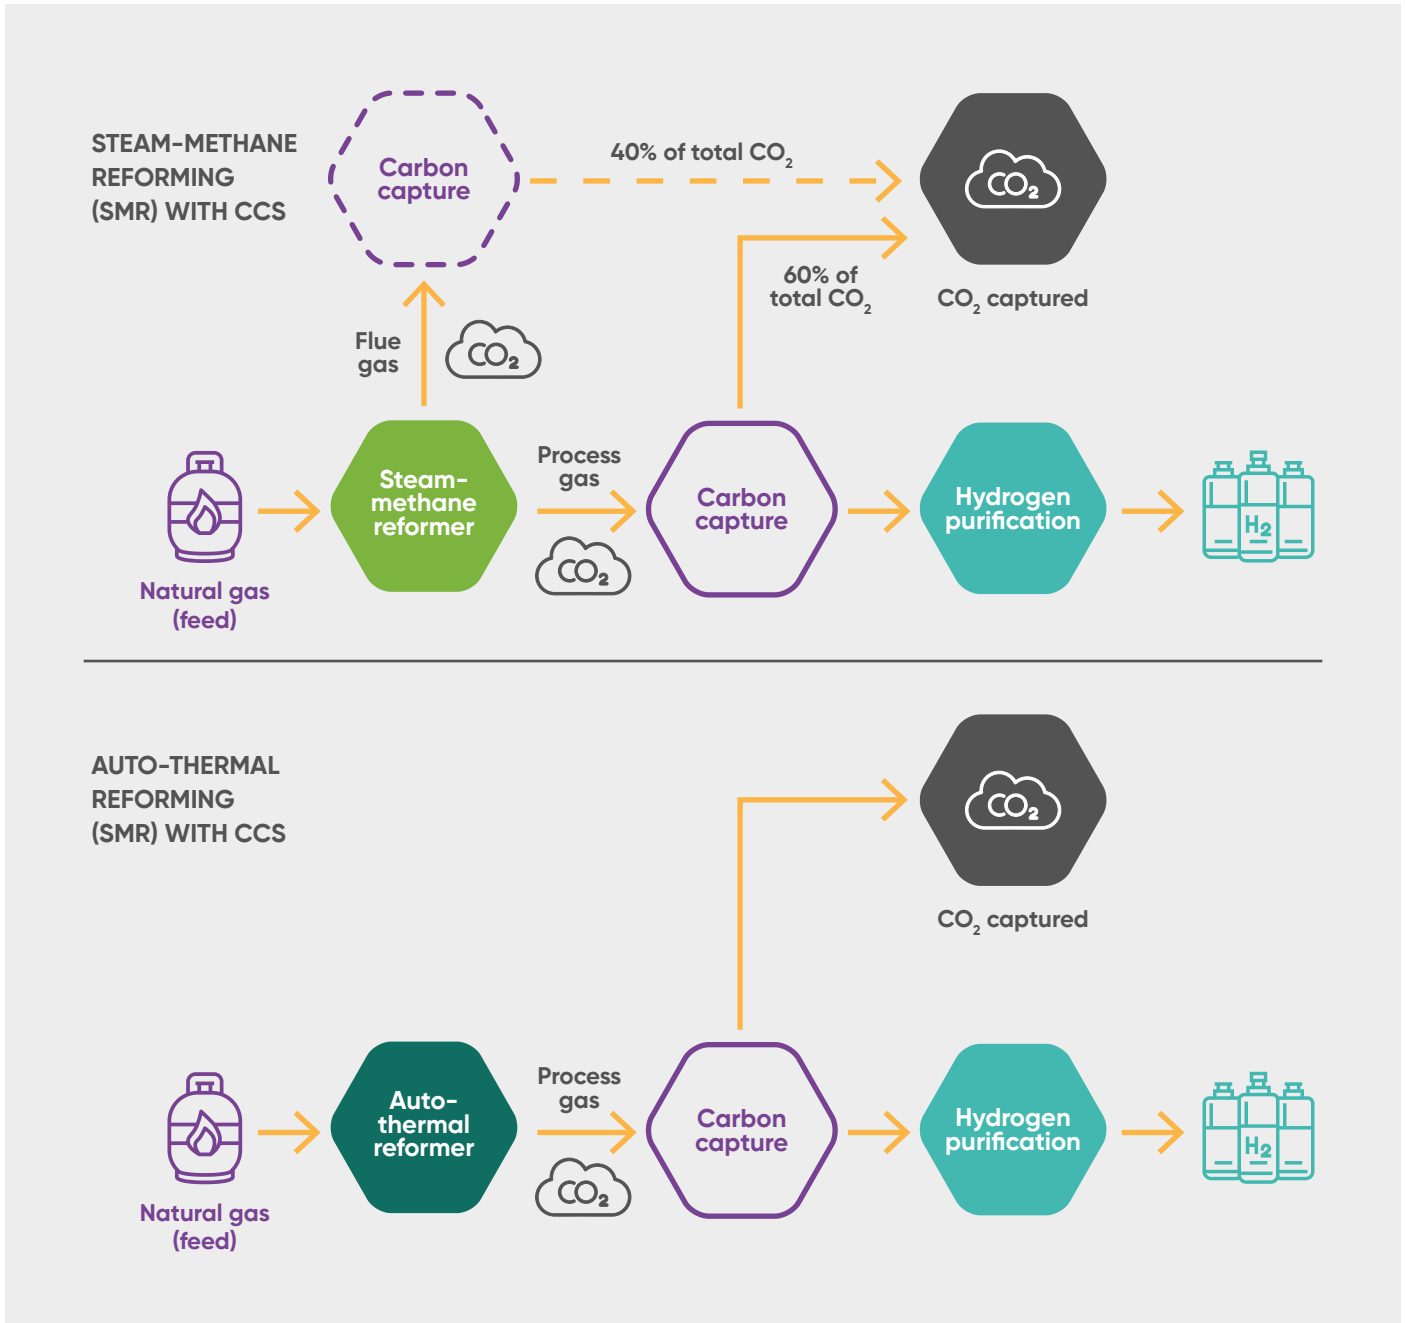 STEAM-METHANE
REFORMING
(SMR) WITH CCS
Carbon
capture
40% of total CO₂
CO₂
60% of
total CO₂
CO₂ captured
Flue
gas
CO₂
Natural gas
(feed)
Steam-
methane
reformer
Process
gas
CO₂
Carbon
capture
Hydrogen
purification
H₂
AUTO-THERMAL
REFORMING
(SMR) WITH CCS
CO₂
CO₂ captured
Natural gas
(feed)
Auto-
thermal
reformer
Process
gas
CO₂
Carbon
capture
Hydrogen
purification
H₂